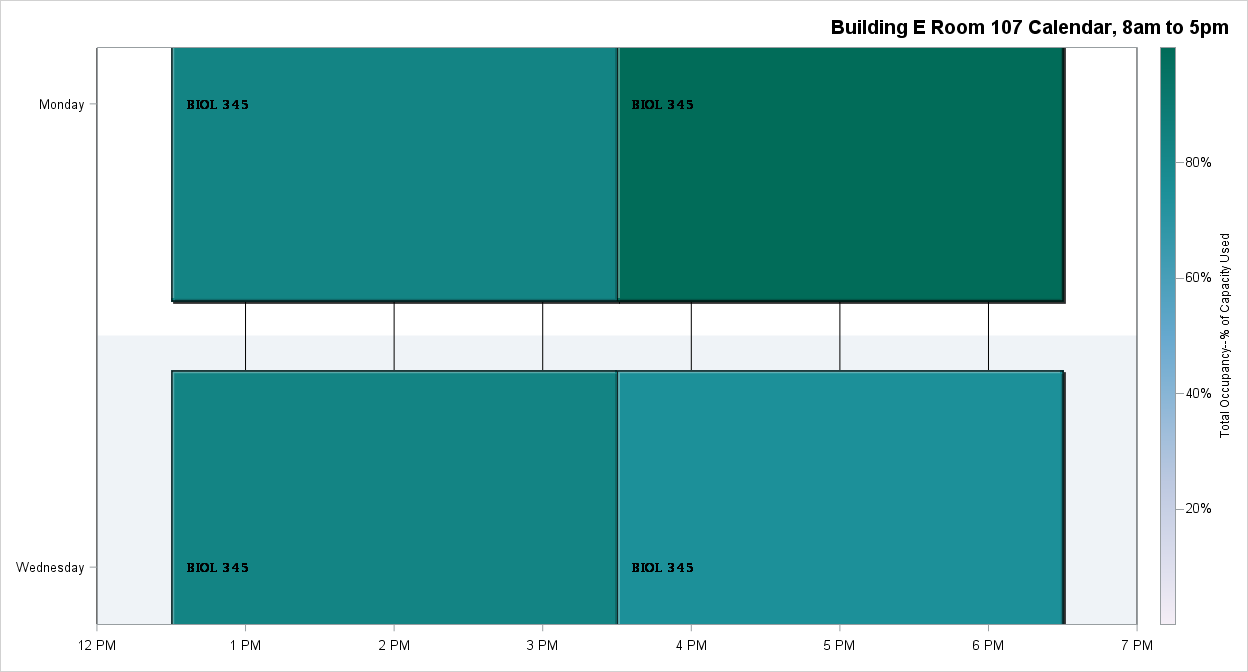 Building E Room 107 Calendar, 8am to 5pm
Monday
BIOL 345
BIOL 345
Wednesday
BIOL 345
BIOL 345
12 PM
1 PM
2 PM
3 PM
4 PM
5 PM
6 PM
7 PM
80%
60%
40%
20%
Total Occupancy--% of Capacity Used